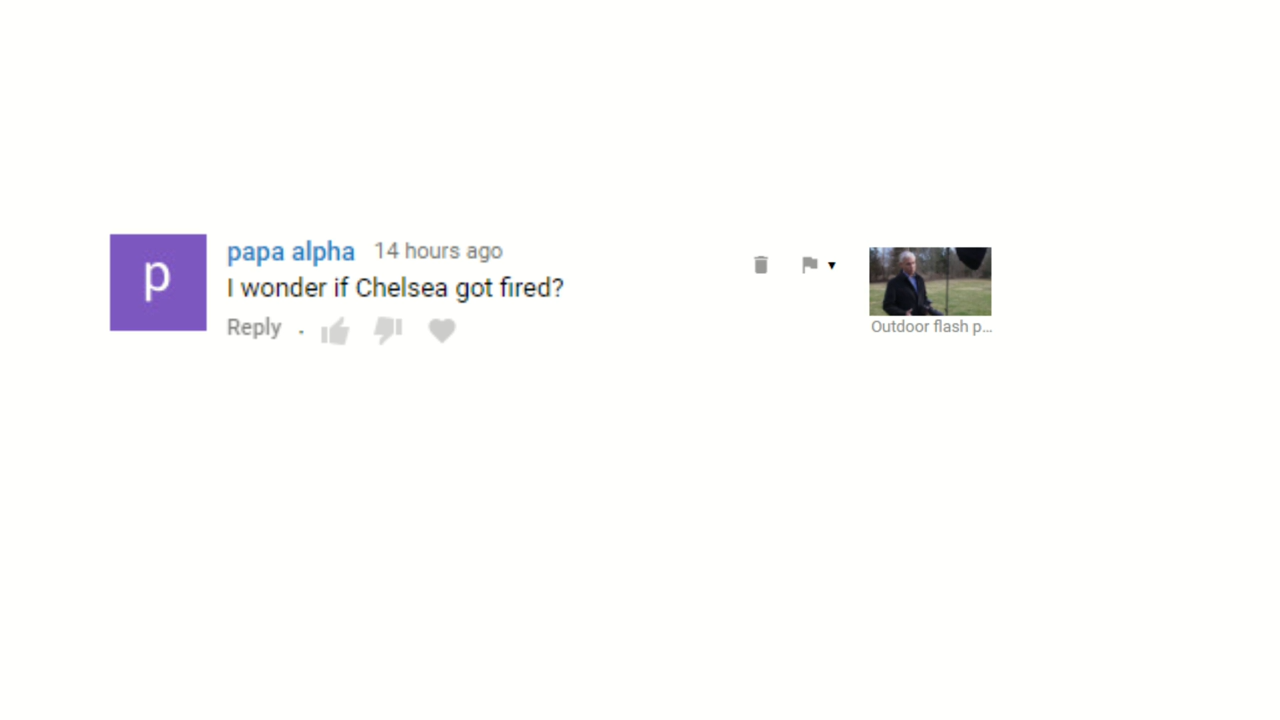 p
papa alpha 14 hours ago
I wonder if Chelsea got fired?
Reply .
Outdoor flash p...